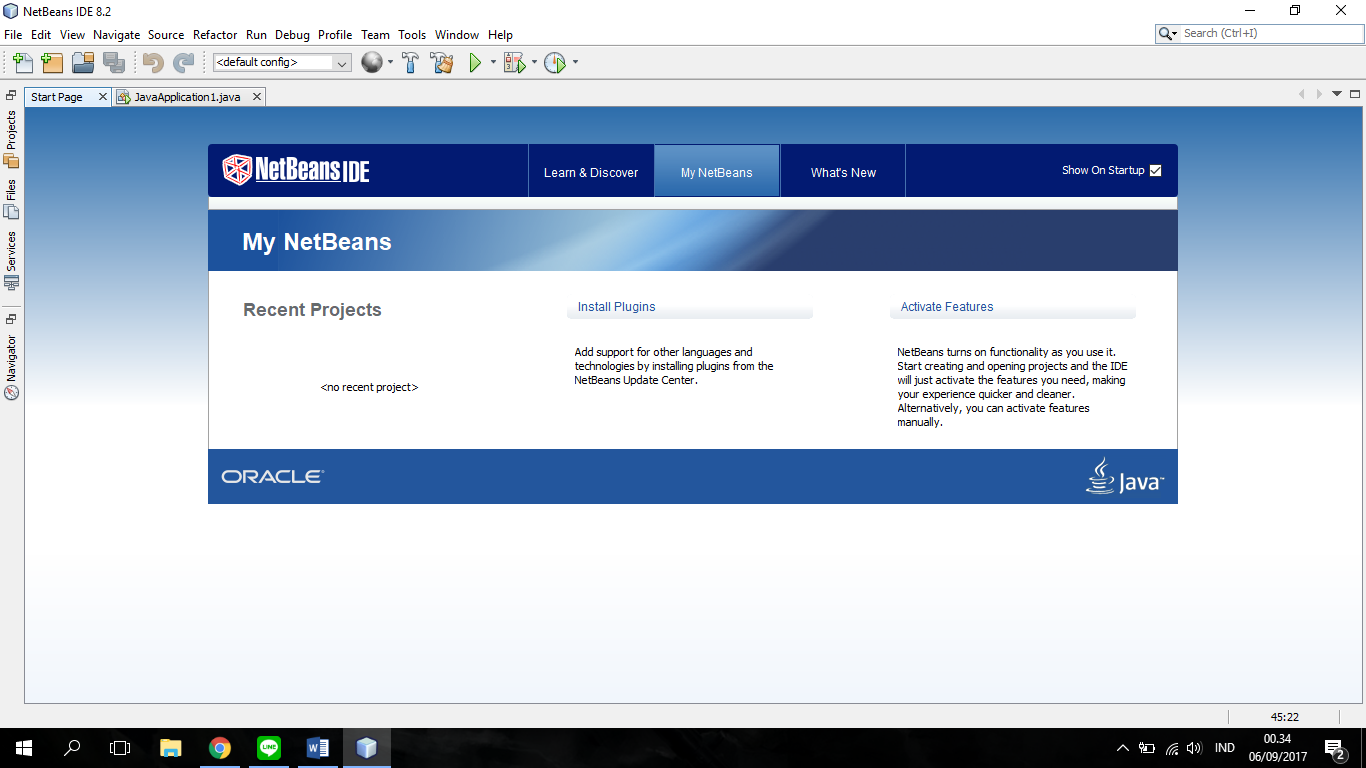 NetBeans IDE 8.2
File Edit View Navigate Source Refactor Run Debug Profile Team Tools Window Help
Search (Ctrl+I)
<default config>
Start Page
JavaApplication1.java
Projects
Files
Services
Navigator
NetBeans IDE
Learn & Discover
My NetBeans
What's New
Show On Startup
My NetBeans
Recent Projects
<no recent project>
Install Plugins
Add support for other languages and
technologies by installing plugins from the
NetBeans Update Center.
Activate Features
NetBeans turns on functionality as you use it.
Start creating and opening projects and the IDE
will just activate the features you need, making
your experience quicker and cleaner.
Alternatively, you can activate features
manually.
ORACLE
Java™
45:22
LINE
W
IND
00.34
06/09/2017
2